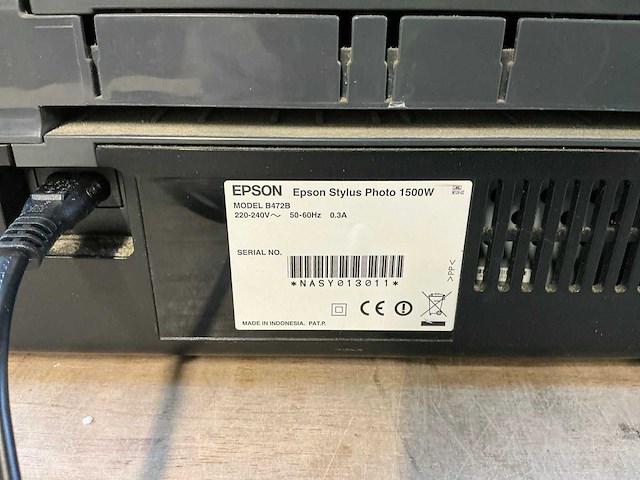 EPSON Epson Stylus Photo 1500W
MODEL B472B
220-240V~ 50-60Hz 0.3A
SERIAL NO.
*NASY013011*
>PP<
CE
MADE IN INDONESIA. PAT.P.